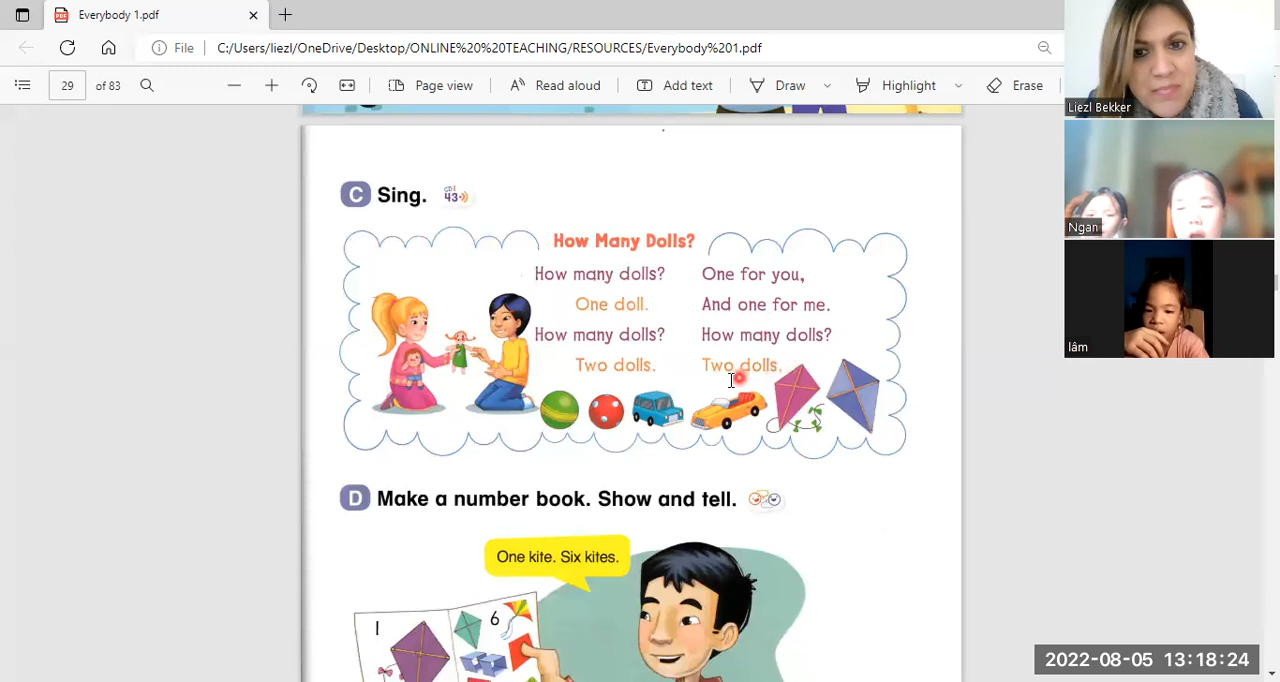 Everybody 1.pdf
File
C:/Users/liezl/OneDrive/Desktop/ONLINE%20%20TEACHING/RESOURCES/Everybody%201.pdf
29 of 83
Page view
Read aloud
Add text
Draw
Highlight
Erase
Liezl Bekker
Ngan
lâm
C Sing. 43
How Many Dolls?
How many dolls?
One doll.
How many dolls?
Two dolls.
One for you,
And one for me.
How many dolls?
Two dolls.
D Make a number book. Show and tell.
One kite. Six kites.
1
6
2022-08-05 13:18:24